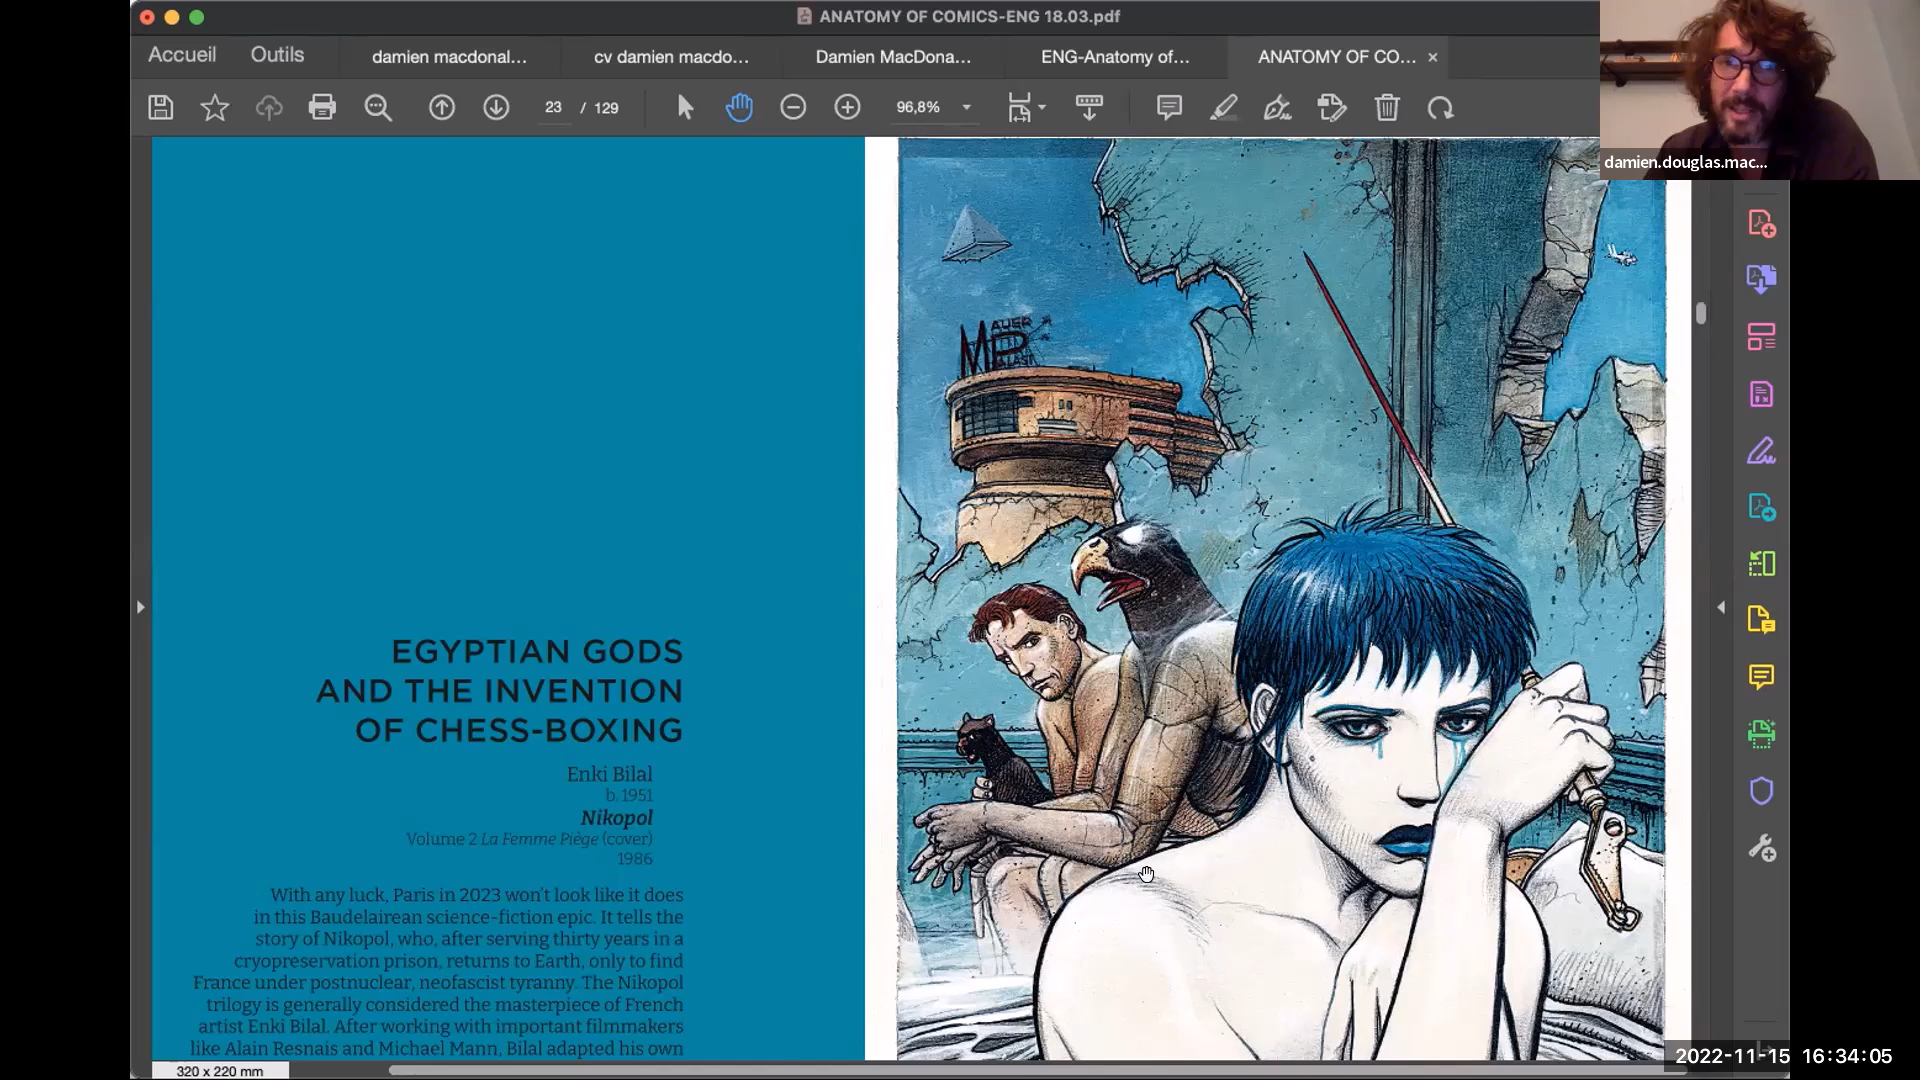 ANATOMY OF COMICS-ENG 18.03.pdf
Accueil
Outils
damien macdonal...
cv damien macdo...
Damien MacDona...
ENG-Anatomy of...
ANATOMY OF CO...
23 / 129
96,8%
damien.douglas.mac...
MAUER
PALAST
EGYPTIAN GODS
AND THE INVENTION
OF CHESS-BOXING
Enki Bilal
b. 1951
Nikopol
Volume 2 La Femme Piège (cover)
1986
With any luck, Paris in 2023 won't look like it does
in this Baudelairean science-fiction epic. It tells the
story of Nikopol, who, after serving thirty years in a
cryopreservation prison, returns to Earth, only to find
France under postnuclear, neofascist tyranny. The Nikopol
trilogy is generally considered the masterpiece of French
artist Enki Bilal. After working with important filmmakers
like Alain Resnais and Michael Mann, Bilal adapted his own
320 x 220 mm
2022-11-15 16:34:05